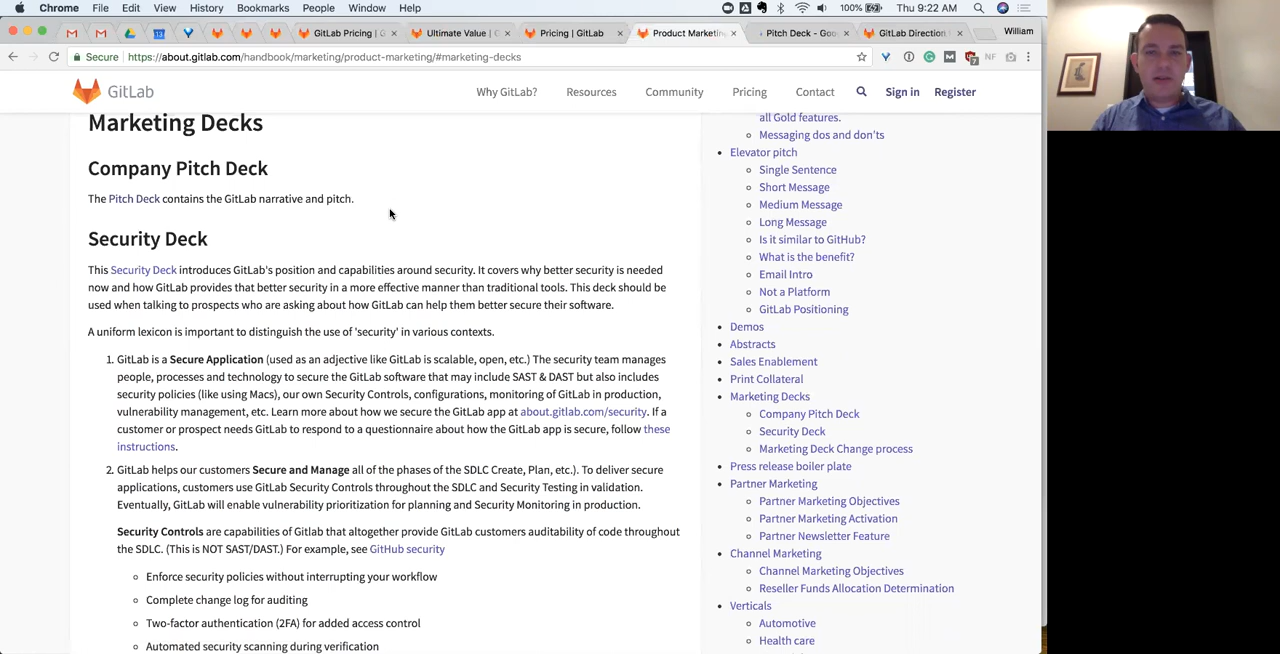 Chrome File Edit View History Bookmarks People Window Help 100% Thu 9:22 AM
GitLab Pricing | G × Ultimate Value | G × Pricing | GitLab × Product Marketin × Pitch Deck - Goo × GitLab Direction × William
Secure https://about.gitlab.com/handbook/marketing/product-marketing/#marketing-decks
GitLab Why GitLab? Resources Community Pricing Contact Sign in Register
Marketing Decks
Company Pitch Deck
The Pitch Deck contains the GitLab narrative and pitch.
Security Deck
This Security Deck introduces GitLab's position and capabilities around security. It covers why better security is needed
now and how GitLab provides that better security in a more effective manner than traditional tools. This deck should be
used when talking to prospects who are asking about how GitLab can help them better secure their software.
A uniform lexicon is important to distinguish the use of 'security' in various contexts.
1. GitLab is a Secure Application (used as an adjective like GitLab is scalable, open, etc.) The security team manages
people, processes and technology to secure the GitLab software that may include SAST & DAST but also includes
security policies (like using Macs), our own Security Controls, configurations, monitoring of GitLab in production,
vulnerability management, etc. Learn more about how we secure the GitLab app at about.gitlab.com/security. If a
customer or prospect needs GitLab to respond to a questionnaire about how the GitLab app is secure, follow these
instructions.
2. GitLab helps our customers Secure and Manage all of the phases of the SDLC Create, Plan, etc.). To deliver secure
applications, customers use GitLab Security Controls throughout the SDLC and Security Testing in validation.
Eventually, GitLab will enable vulnerability prioritization for planning and Security Monitoring in production.
Security Controls are capabilities of Gitlab that altogether provide GitLab customers auditability of code throughout
the SDLC. (This is NOT SAST/DAST.) For example, see GitHub security
Enforce security policies without interrupting your workflow
Complete change log for auditing
Two-factor authentication (2FA) for added access control
Automated security scanning during verification
all Gold features.
Messaging dos and don'ts
Elevator pitch
Single Sentence
Short Message
Medium Message
Long Message
Is it similar to GitHub?
What is the benefit?
Email Intro
Not a Platform
GitLab Positioning
Demos
Abstracts
Sales Enablement
Print Collateral
Marketing Decks
Company Pitch Deck
Security Deck
Marketing Deck Change process
Press release boiler plate
Partner Marketing
Partner Marketing Objectives
Partner Marketing Activation
Partner Newsletter Feature
Channel Marketing
Channel Marketing Objectives
Reseller Funds Allocation Determination
Verticals
Automotive
Health care